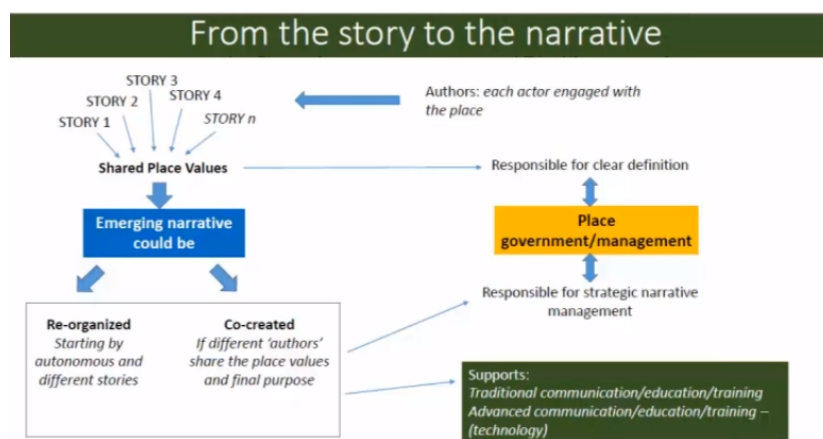 From the story to the narrative
STORY 3
STORY 2
STORY 4
STORY 1
STORY n
Authors: each actor engaged with
the place
Shared Place Values
Responsible for clear definition
Emerging narrative
could be
Place
government/management
Responsible for strategic narrative
management
Re-organized
Starting by
autonomous and
different stories
Co-created
If different ‘authors’
share the place values
and final purpose
Supports:
Traditional communication/education/training
Advanced communication/education/training –
(technology)